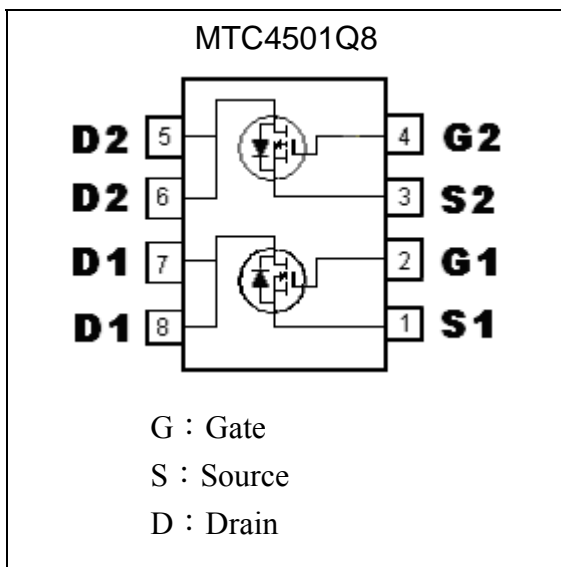 MTC4501Q8
D2 5 4 G2
D2 6 3 S2
D1 7 2 G1
D1 8 1 S1
G：Gate
S：Source
D：Drain